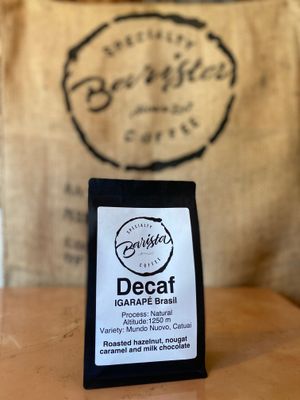 SPECIALTY
Barista
COFFEE
SPECIALTY
Barista
COFFEE
Decaf
IGARAPÉ Brasil
Process: Natural
Altitude:1250 m
Variety: Mundo Nuovo, Catuai
Roasted hazelnut, nougat
caramel and milk chocolate